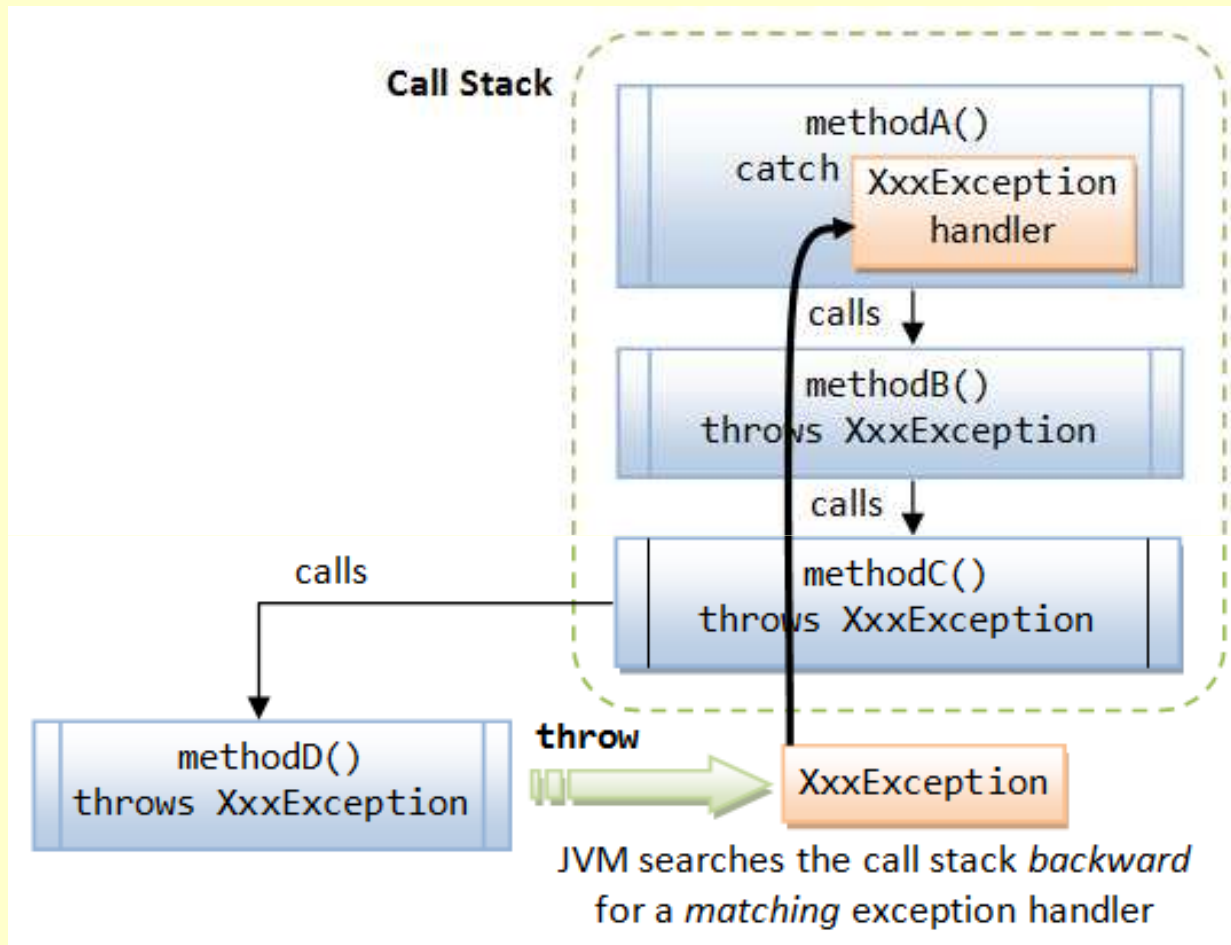 Call Stack
methodA()
catch
XxxException
handler
calls
methodB()
throws XxxException
calls
methodC()
throws XxxException
calls
methodD()
throws XxxException
throw
XxxException
JVM searches the call stack backward
for a matching exception handler